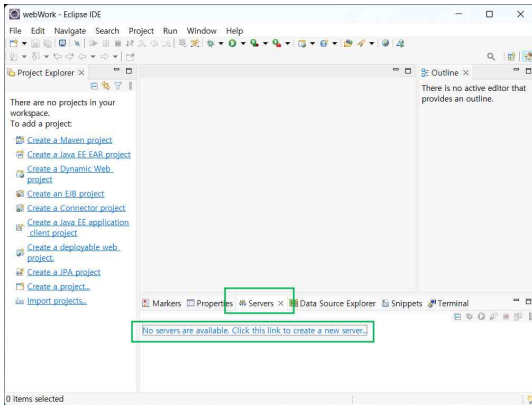 webWork - Eclipse IDE
File Edit Navigate Search Project Run Window Help
Project Explorer
There are no projects in your
workspace.
To add a project:
Create a Maven project
Create a Java EE EAR project
Create a Dynamic Web
project
Create an EJB project
Create a Connector project
Create a Java EE application
client project
Create a deployable web
project.
Create a JPA project
Create a project...
Import projects...
Outline
There is no active editor that
provides an outline.
Markers Properties Servers Data Source Explorer Snippets Terminal
No servers are available. Click this link to create a new server...
0 items selected